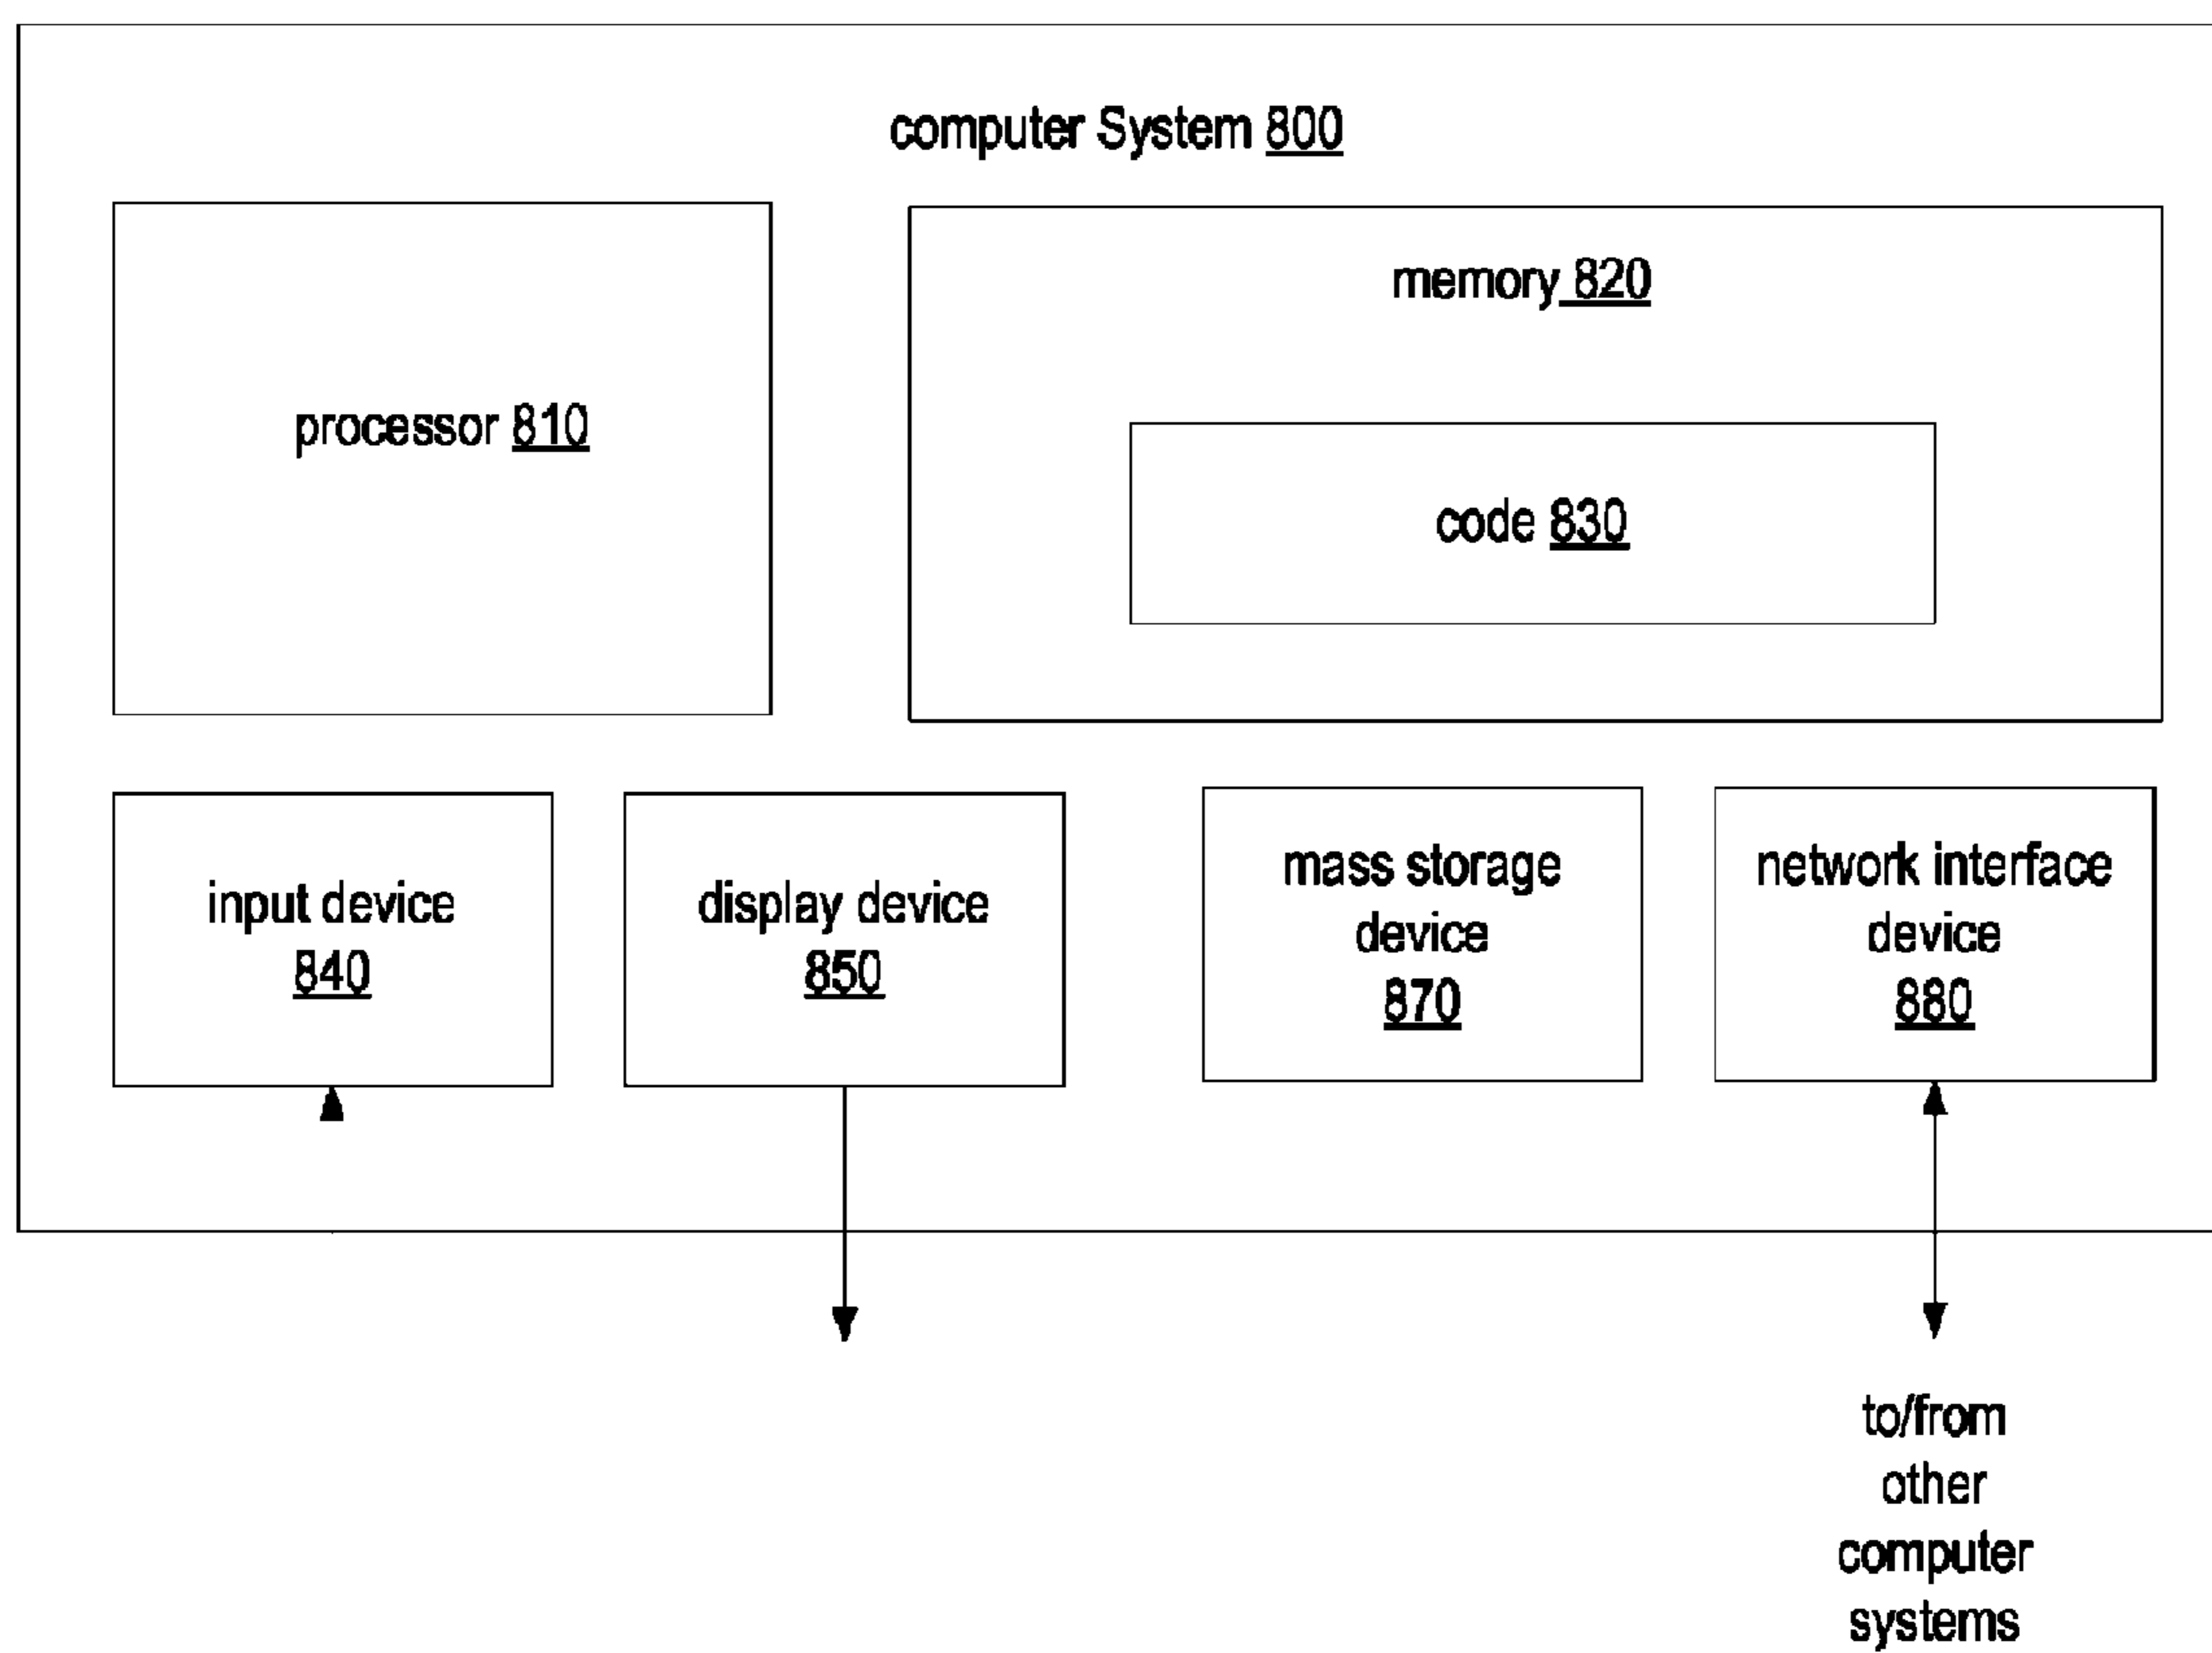 computer System 800
processor 810
memory 820
code 830
input device
840
display device
850
mass storage
device
870
network interface
device
880
to/from
other
computer
systems